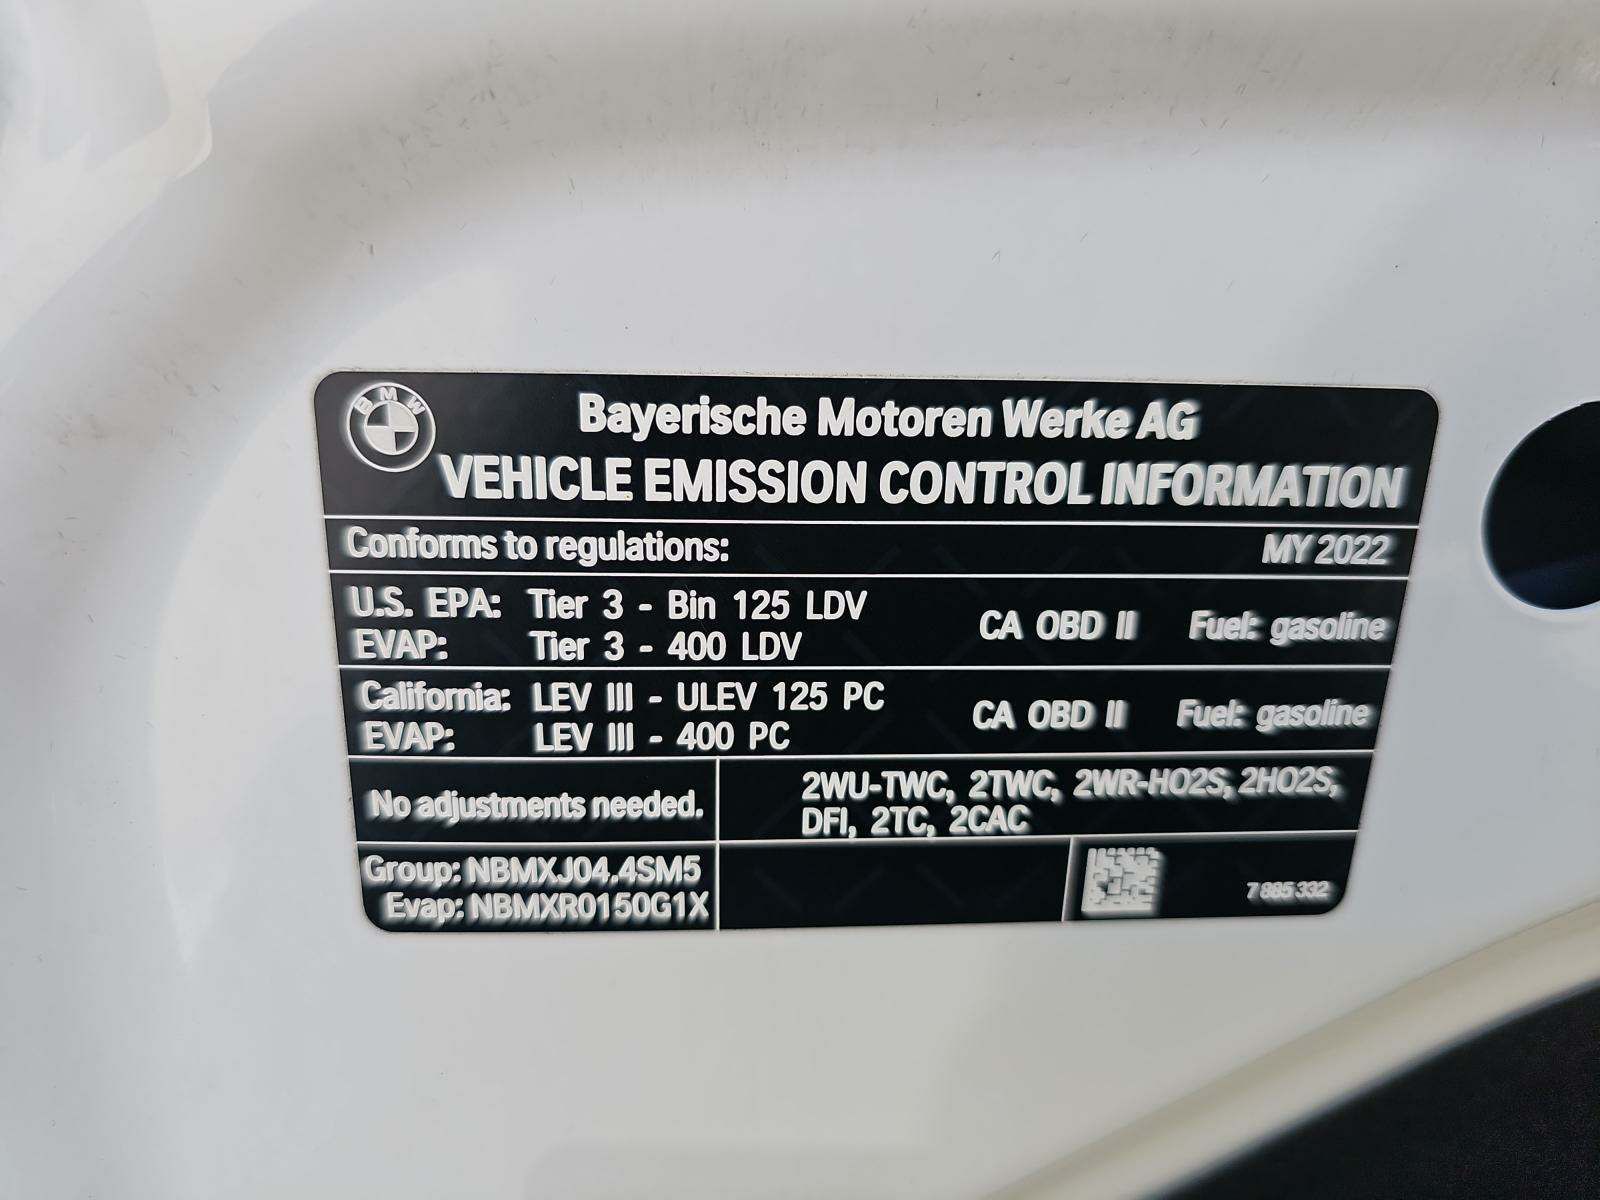 BMW
Bayerische Motoren Werke AG
VEHICLE EMISSION CONTROL INFORMATION
Conforms to regulations: MY 2022
U.S. EPA: Tier 3 - Bin 125 LDV
EVAP: Tier 3 - 400 LDV
CA OBD II Fuel: gasoline
California: LEV III - ULEV 125 PC
EVAP: LEV III - 400 PC
CA OBD II Fuel: gasoline
No adjustments needed.
2WU-TWC, 2TWC, 2WR-HO2S, 2HO2S,
DFI, 2TC, 2CAC
Group: NBMXJ04.4SM5
Evap: NBMXR0150G1X
7 885 332